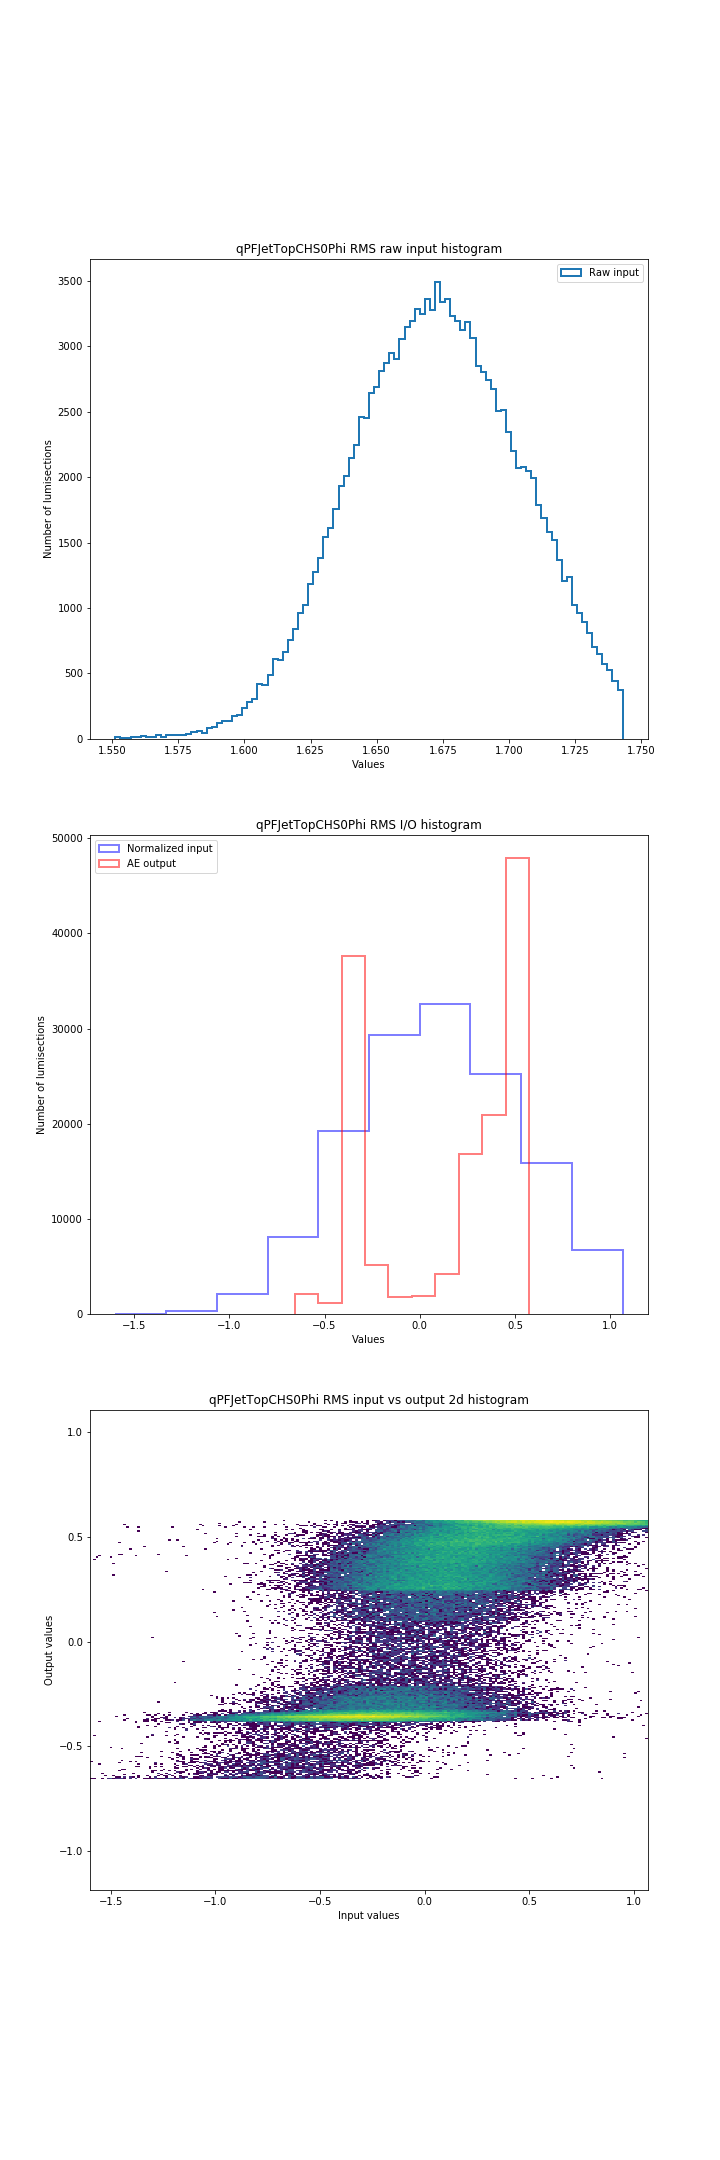 qPFJetTopCHS0Phi RMS raw input histogram
Raw input
3500
3000
2500
2000
1500
1000
500
0
Number of lumisections
1.550 1.575 1.600 1.625 1.650 1.675 1.700 1.725 1.750
Values
qPFJetTopCHS0Phi RMS I/O histogram
Normalized input
AE output
50000
40000
30000
20000
10000
0
Number of lumisections
−1.5 −1.0 −0.5 0.0 0.5 1.0
Values
qPFJetTopCHS0Phi RMS input vs output 2d histogram
1.0
0.5
0.0
−0.5
−1.0
Output values
−1.5 −1.0 −0.5 0.0 0.5 1.0
Input values